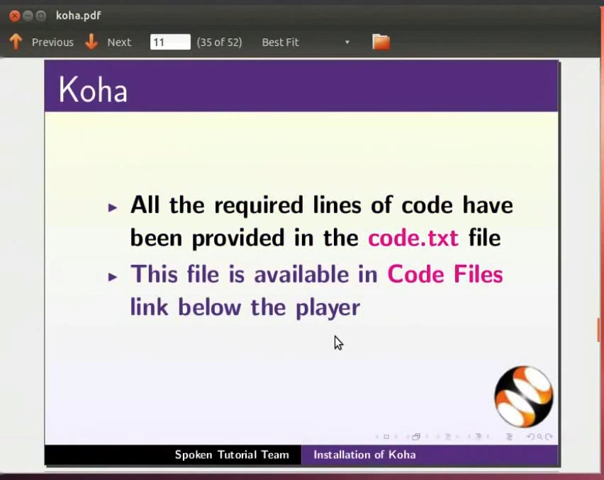 koha.pdf
Previous Next 11 (35 of 52) Best Fit
Koha
All the required lines of code have
been provided in the code.txt file
This file is available in Code Files
link below the player
Spoken Tutorial Team Installation of Koha